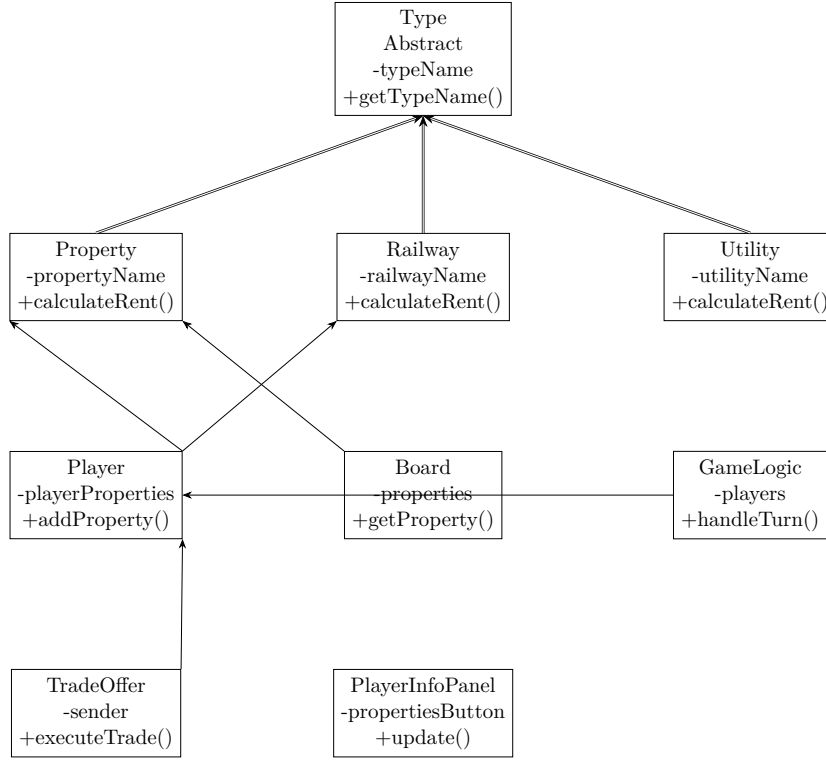 Type
Abstract
-typeName
+getTypeName()
Property
-propertyName
+calculateRent()
Railway
-railwayName
+calculateRent()
Utility
-utilityName
+calculateRent()
Player
-playerProperties
+addProperty()
Board
-properties
+getProperty()
GameLogic
-players
+handleTurn()
TradeOffer
-sender
+executeTrade()
PlayerInfoPanel
-propertiesButton
+update()